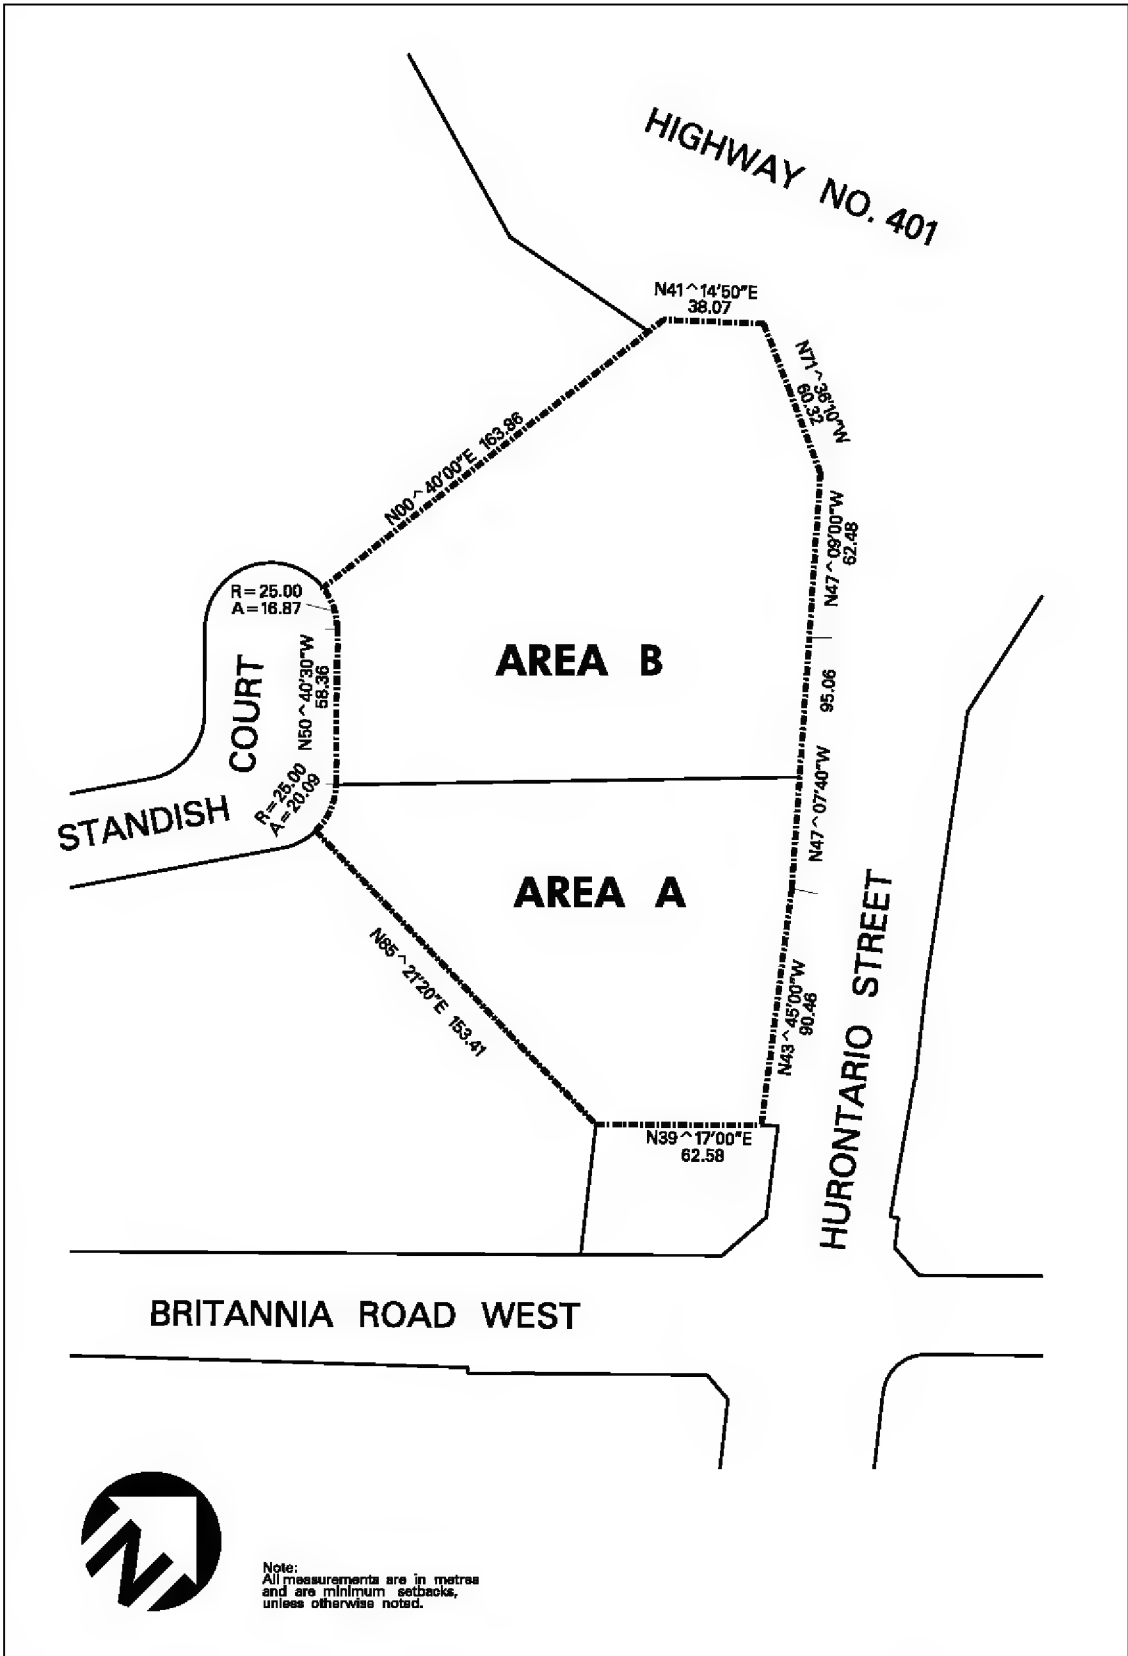 HIGHWAY NO. 401
N41^14'50"E
38.07
N71^36'10"W
60.32
N00^40'00"E 163.86
N47^09'00"W
62.48
R=25.00
A=16.87
AREA B
N50^40'30"W
58.36
COURT
95.06
N47^07'40"W
R=25.00
A=20.09
STANDISH
AREA A
N85^21'20"E 153.41
N43^45'00"W
90.46
HURONTARIO STREET
N39^17'00"E
62.58
BRITANNIA ROAD WEST
N
Note:
All measurements are in metres
and are minimum setbacks,
unless otherwise noted.